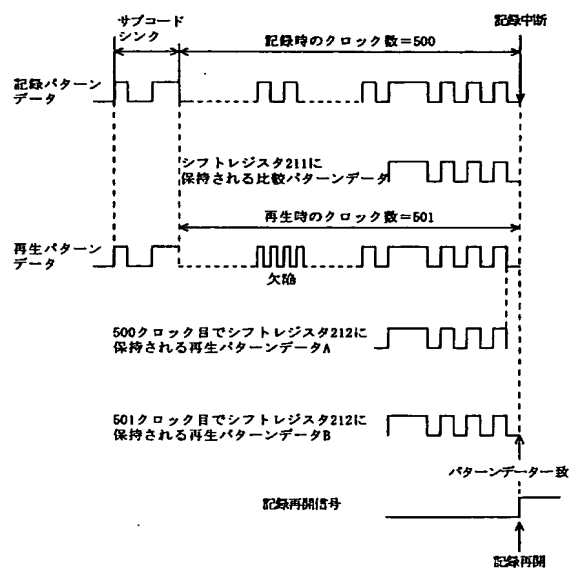 サブコード
シンク
記録時のクロック数=500
記録中断
記録パターン
データ
シフトレジスタ211に
保持される比較パターンデータ
再生時のクロック数=501
再生パターン
データ
欠陥
500クロック目でシフトレジスタ212に
保持される再生パターンデータA
501クロック目でシフトレジスタ212に
保持される再生パターンデータB
パターンデータ一致
記録再開信号
記録再開